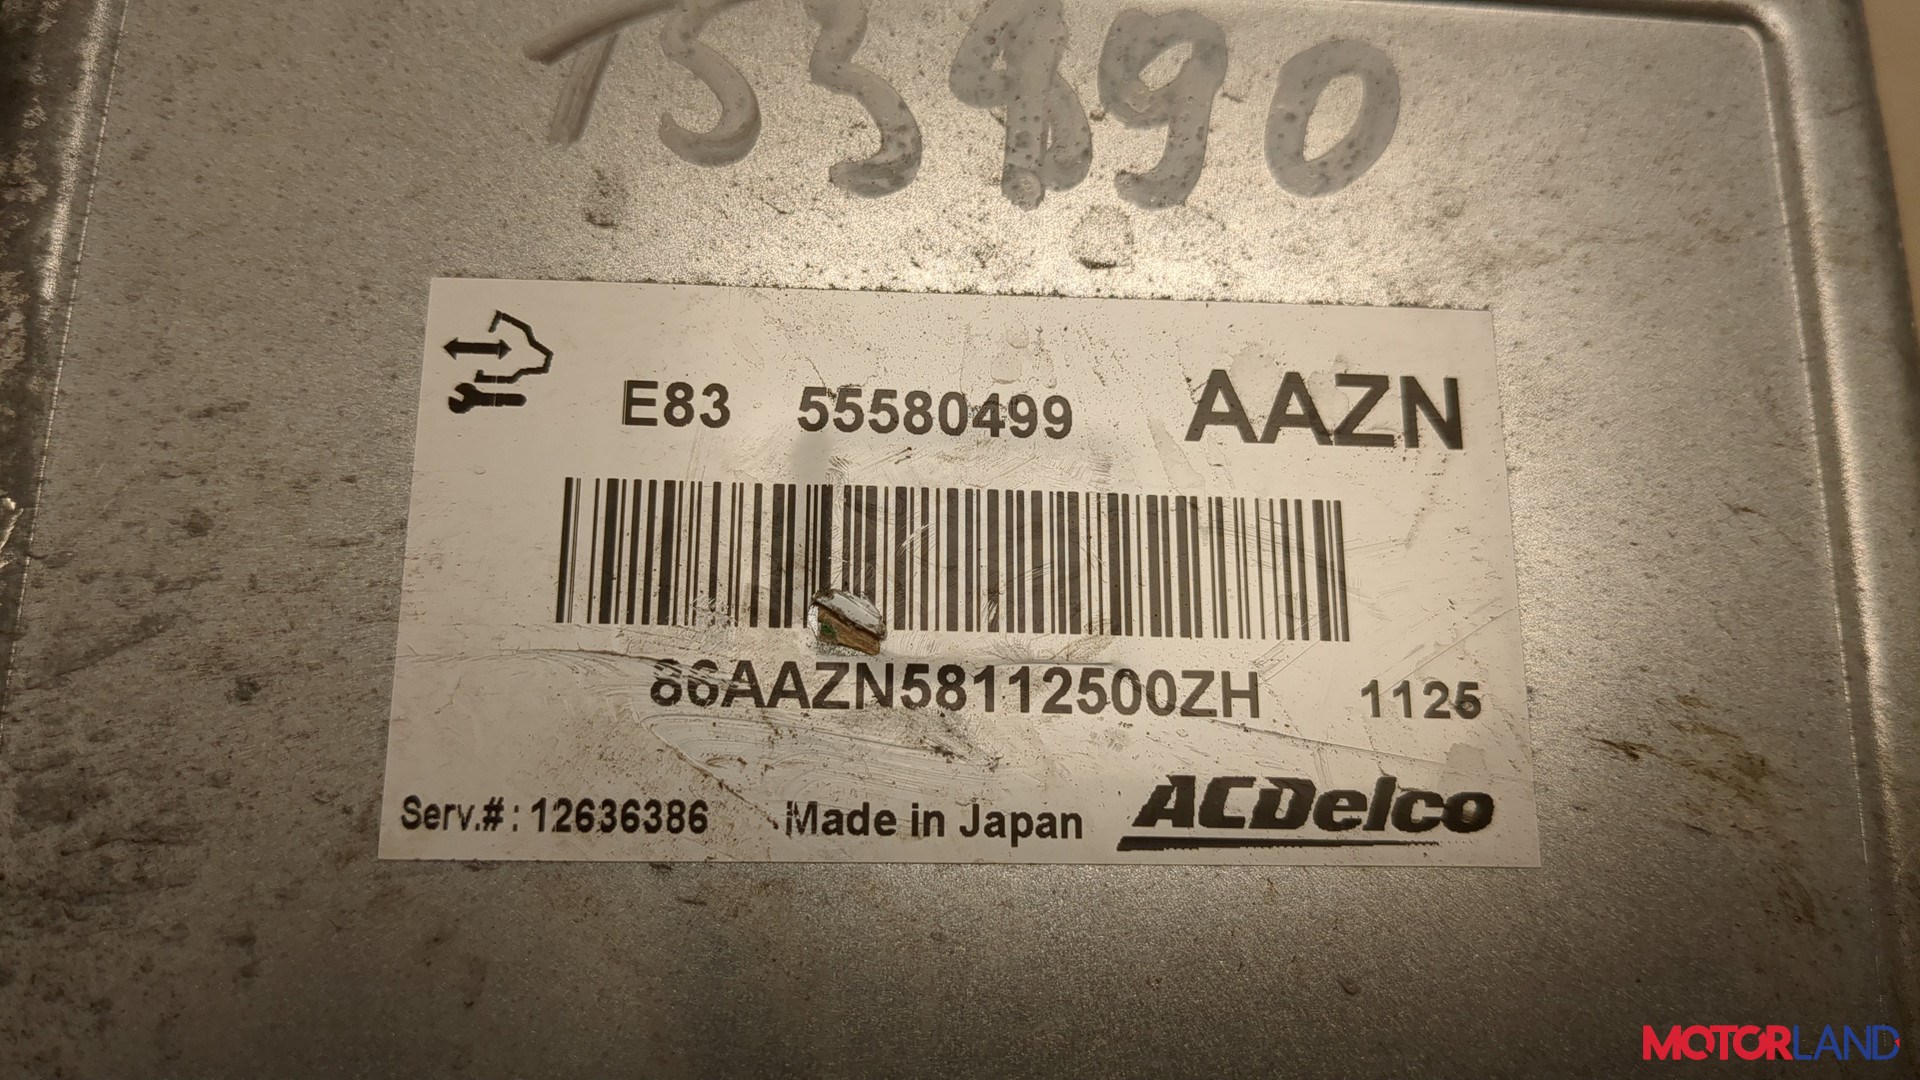 E83 55580499 AAZN
86AAZN58112500ZH 1125
Serv.#: 12636386 Made in Japan ACDelco
MOTORLAND